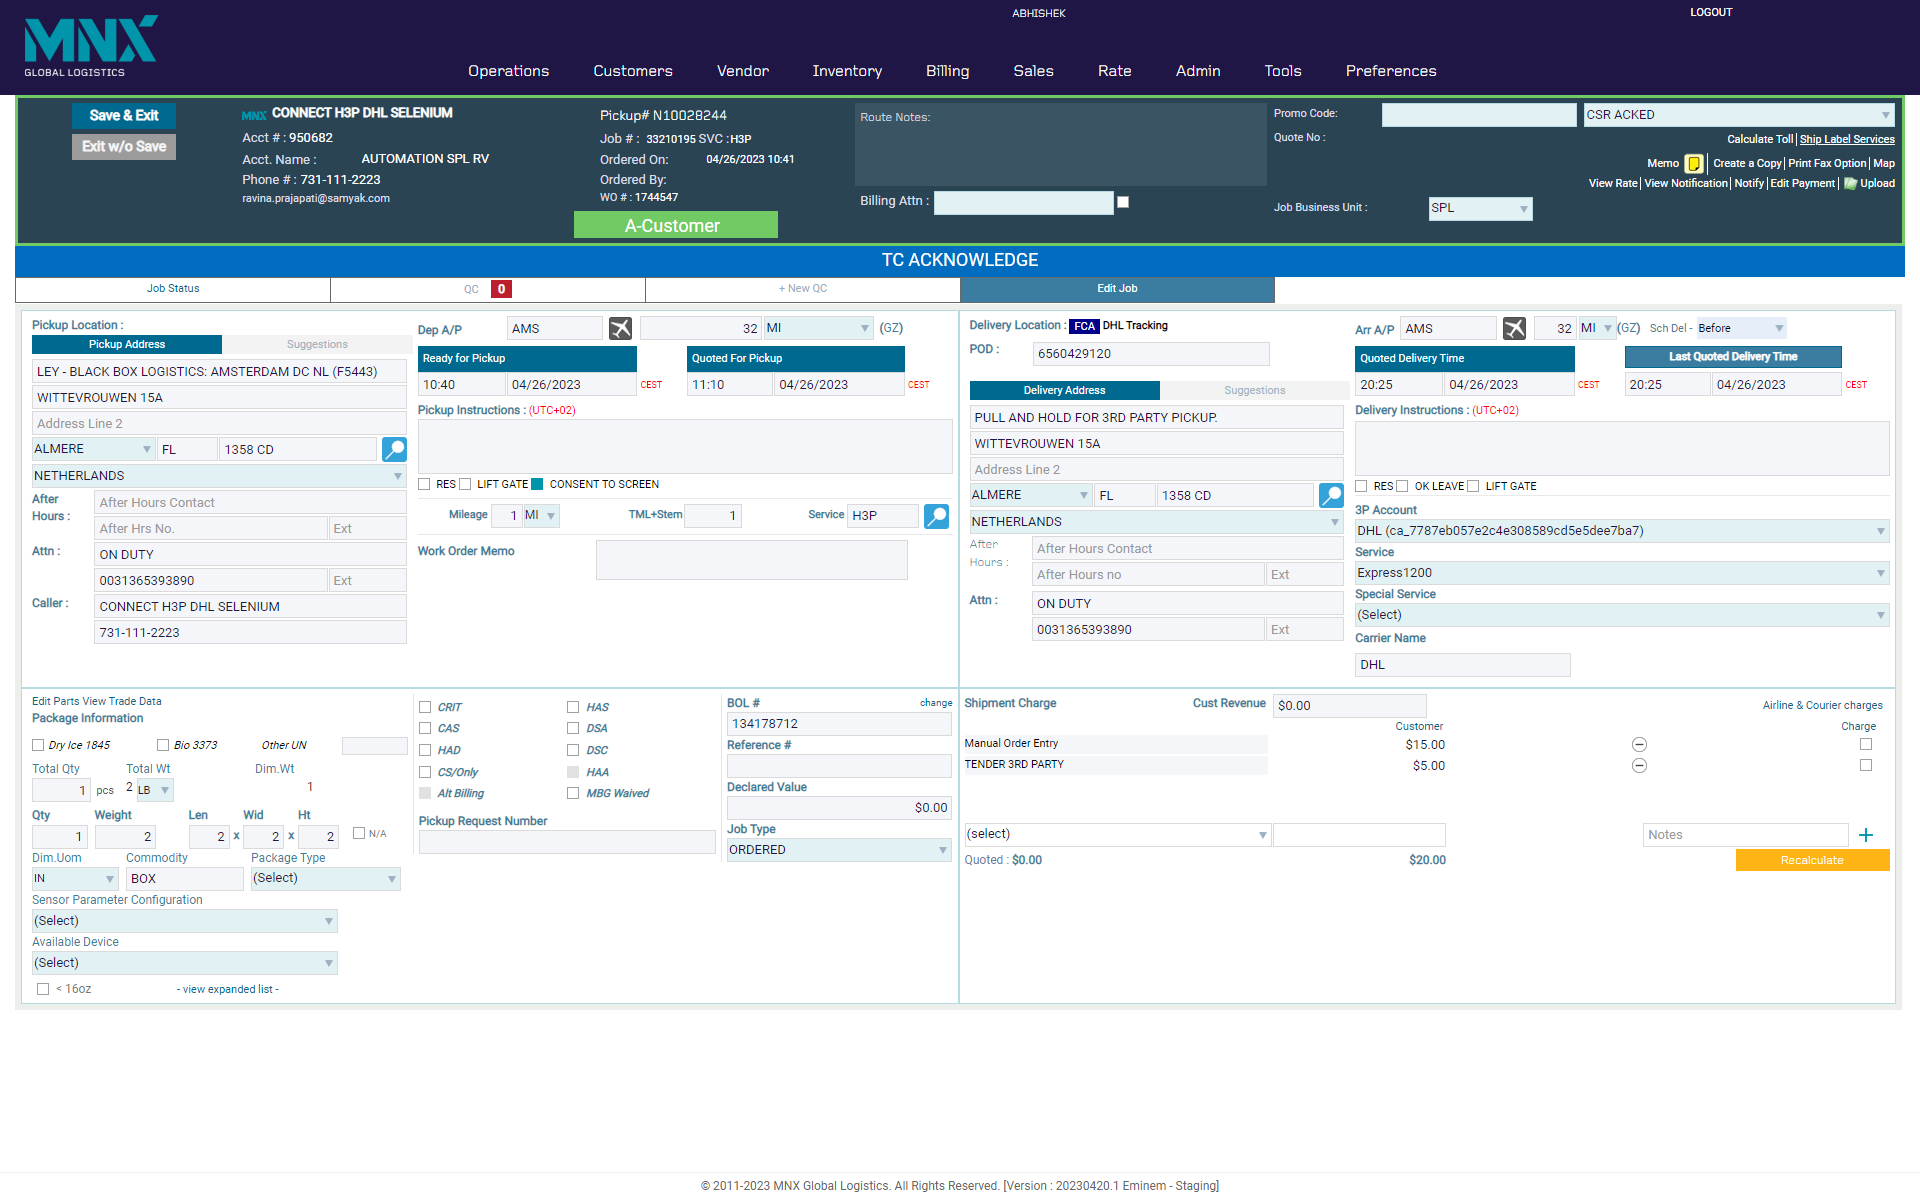 ABHISHEK
LOGOUT
MNX
GLOBAL LOGISTICS
Operations Customers Vendor Inventory Billing Sales Rate Admin Tools Preferences
Save & Exit
Exit w/o Save
MNX CONNECT H3P DHL SELENIUM
Acct # : 950682
Acct. Name : AUTOMATION SPL RV
Phone # : 731-111-2223
ravina.prajapati@samyak.com
Pickup# N10028244
Job # : 33210195 SVC : H3P
Ordered On: 04/26/2023 10:41
Ordered By:
WO # : 1744547
A-Customer
Route Notes:
Billing Attn :
Promo Code:
CSR ACKED
Quote No :
Calculate Toll | Ship Label Services
Memo | Create a Copy | Print Fax Option | Map
View Rate | View Notification | Notify | Edit Payment | Upload
Job Business Unit : SPL
TC ACKNOWLEDGE
Job Status
QC 0
+ New QC
Edit Job
Pickup Location :
Pickup Address Suggestions
LEY - BLACK BOX LOGISTICS: AMSTERDAM DC NL (F5443)
WITTEVROUWEN 15A
Address Line 2
ALMERE FL 1358 CD
NETHERLANDS
After Hours : After Hours Contact
After Hrs No. Ext
Attn : ON DUTY
0031365393890 Ext
Caller : CONNECT H3P DHL SELENIUM
731-111-2223
Dep A/P AMS 32 MI (GZ)
Ready for Pickup Quoted For Pickup
10:40 04/26/2023 CEST 11:10 04/26/2023 CEST
Pickup Instructions : (UTC+02)
RES LIFT GATE CONSENT TO SCREEN
Mileage 1 MI TML+Stem 1 Service H3P
Work Order Memo
Delivery Location : FCA DHL Tracking
POD : 6560429120
Delivery Address Suggestions
PULL AND HOLD FOR 3RD PARTY PICKUP.
WITTEVROUWEN 15A
Address Line 2
ALMERE FL 1358 CD
NETHERLANDS
After Hours : After Hours Contact
After Hours no Ext
Attn : ON DUTY
0031365393890 Ext
Arr A/P AMS 32 MI (GZ) Sch Del - Before
Quoted Delivery Time Last Quoted Delivery Time
20:25 04/26/2023 CEST 20:25 04/26/2023 CEST
Delivery Instructions : (UTC+02)
RES OK LEAVE LIFT GATE
3P Account
DHL (ca_7787eb057e2c4e308589cd5e5dee7ba7)
Service
Express1200
Special Service
(Select)
Carrier Name
DHL
Edit Parts View Trade Data
Package Information
Dry Ice 1845 Bio 3373 Other UN
Total Qty Total Wt Dim.Wt
1 pcs 2 LB 1
Qty Weight Len Wid Ht
1 2 2 x 2 x 2 N/A
Dim.Uom Commodity Package Type
IN BOX (Select)
Sensor Parameter Configuration
(Select)
Available Device
(Select)
< 16oz - view expanded list -
CRIT HAS
CAS DSA
HAD DSC
CS/Only HAA
Alt Billing MBG Waived
Pickup Request Number
BOL # change
134178712
Reference #
Declared Value
$0.00
Job Type
ORDERED
Shipment Charge Cust Revenue $0.00 Airline & Courier charges
Customer Charge
Manual Order Entry $15.00
TENDER 3RD PARTY $5.00
(select) Notes +
Quoted : $0.00 $20.00 Recalculate
© 2011-2023 MNX Global Logistics. All Rights Reserved. [Version : 20230420.1 Eminem - Staging]